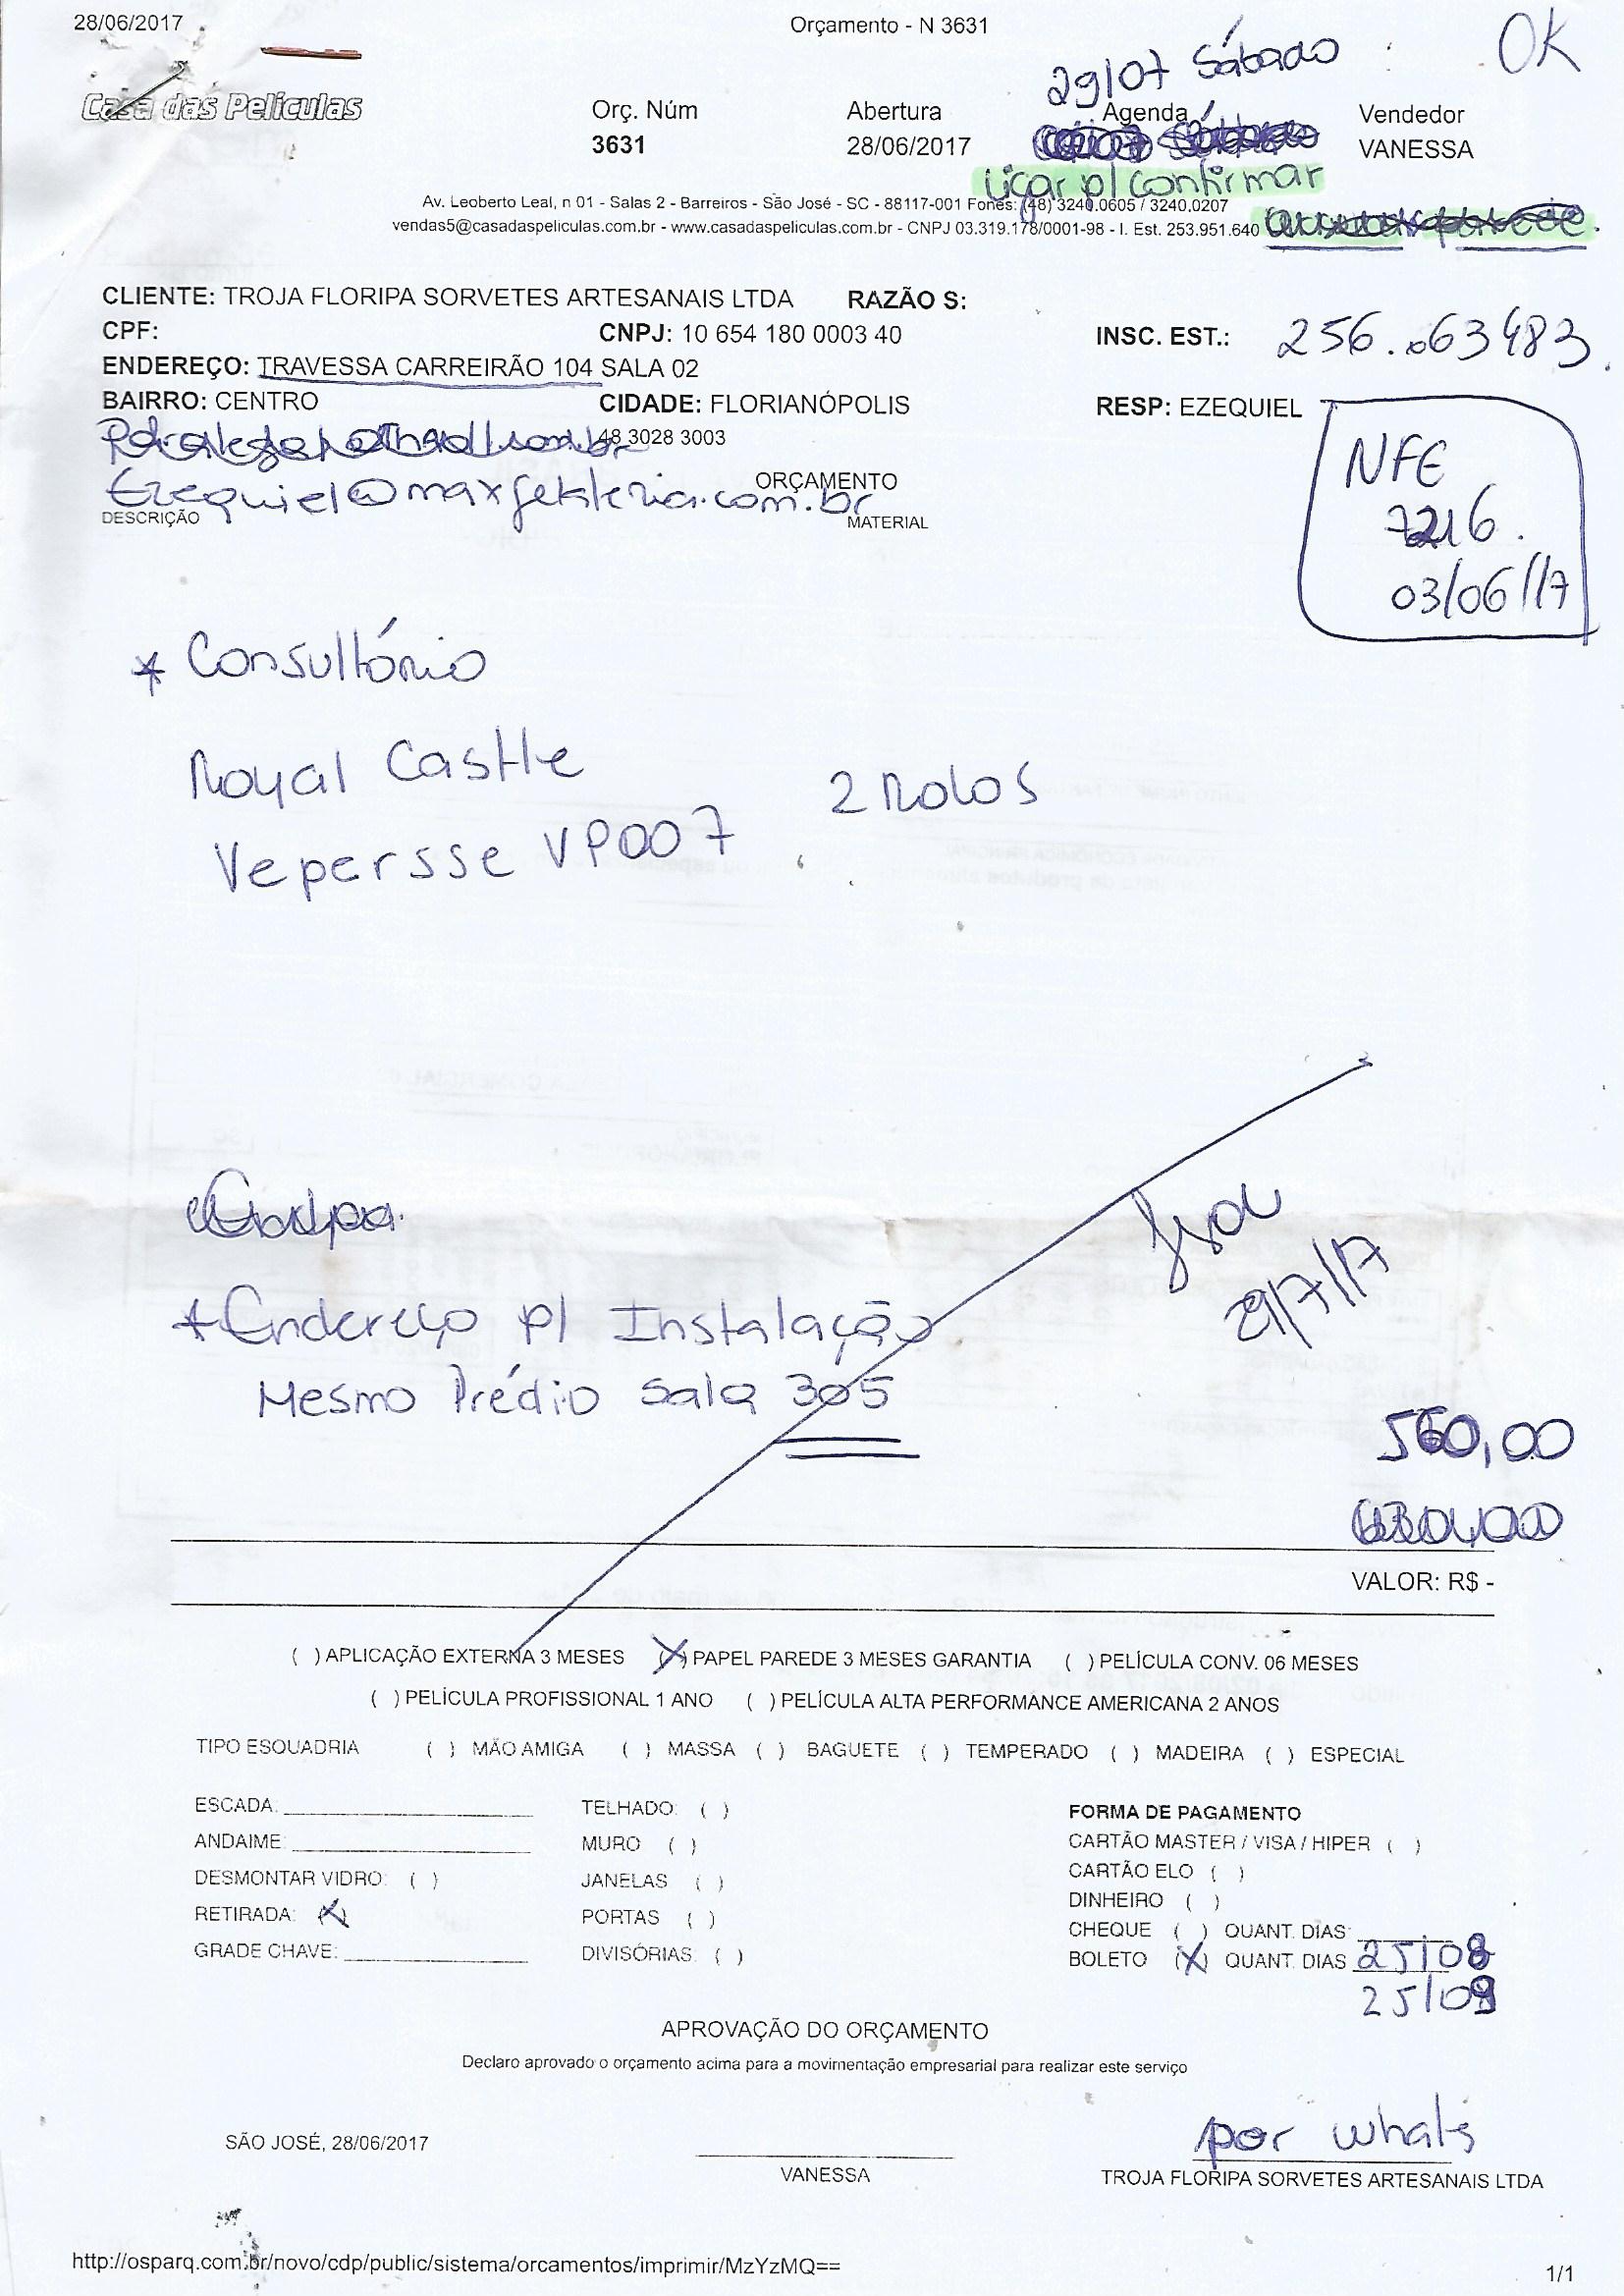 28/06/2017
Orçamento - N 3631
OK
29/07 Sábado
Casa das Películas
Orç. Núm
Abertura
Agenda
Vendedor
3631
28/06/2017
VANESSA
Ligar p/ confirmar
Av. Leoberto Leal, n 01 - Salas 2 - Barreiros - São José - SC - 88117-001 Fones: (48) 3240.0605 / 3240.0207
vendas5@casadaspeliculas.com.br - www.casadaspeliculas.com.br - CNPJ 03.319.178/0001-98 - I. Est. 253.951.640
CLIENTE: TROJA FLORIPA SORVETES ARTESANAIS LTDA RAZÃO S:
CPF: CNPJ: 10 654 180 0003 40 INSC. EST.: 256.063483
ENDEREÇO: TRAVESSA CARREIRÃO 104 SALA 02
BAIRRO: CENTRO CIDADE: FLORIANÓPOLIS RESP: EZEQUIEL
48 3028 3003
NFE
7216.
03/06/17
ORÇAMENTO
DESCRIÇÃO MATERIAL
* Consultório
Royal Castle 2 Rolos
Vepersse VP007
29/7/17
* Endereço p/ Instalação
Mesmo Prédio Sala 305
560,00
VALOR: R$ -
( ) APLICAÇÃO EXTERNA 3 MESES (X) PAPEL PAREDE 3 MESES GARANTIA ( ) PELÍCULA CONV. 06 MESES
( ) PELÍCULA PROFISSIONAL 1 ANO ( ) PELÍCULA ALTA PERFORMANCE AMERICANA 2 ANOS
TIPO ESQUADRIA ( ) MÃO AMIGA ( ) MASSA ( ) BAGUETE ( ) TEMPERADO ( ) MADEIRA ( ) ESPECIAL
ESCADA: TELHADO: ( ) FORMA DE PAGAMENTO
ANDAIME: MURO ( ) CARTÃO MASTER / VISA / HIPER ( )
DESMONTAR VIDRO: ( ) JANELAS ( ) CARTÃO ELO ( )
RETIRADA: (X) PORTAS ( ) DINHEIRO ( )
GRADE CHAVE: DIVISÓRIAS: ( ) CHEQUE ( ) QUANT. DIAS:
BOLETO (X) QUANT. DIAS 25/08
25/09
APROVAÇÃO DO ORÇAMENTO
Declaro aprovado o orçamento acima para a movimentação empresarial para realizar este serviço
por whats
SÃO JOSÉ, 28/06/2017
VANESSA TROJA FLORIPA SORVETES ARTESANAIS LTDA
http://osparq.com.br/novo/cdp/public/sistema/orcamentos/imprimir/MzYzMQ==
1/1